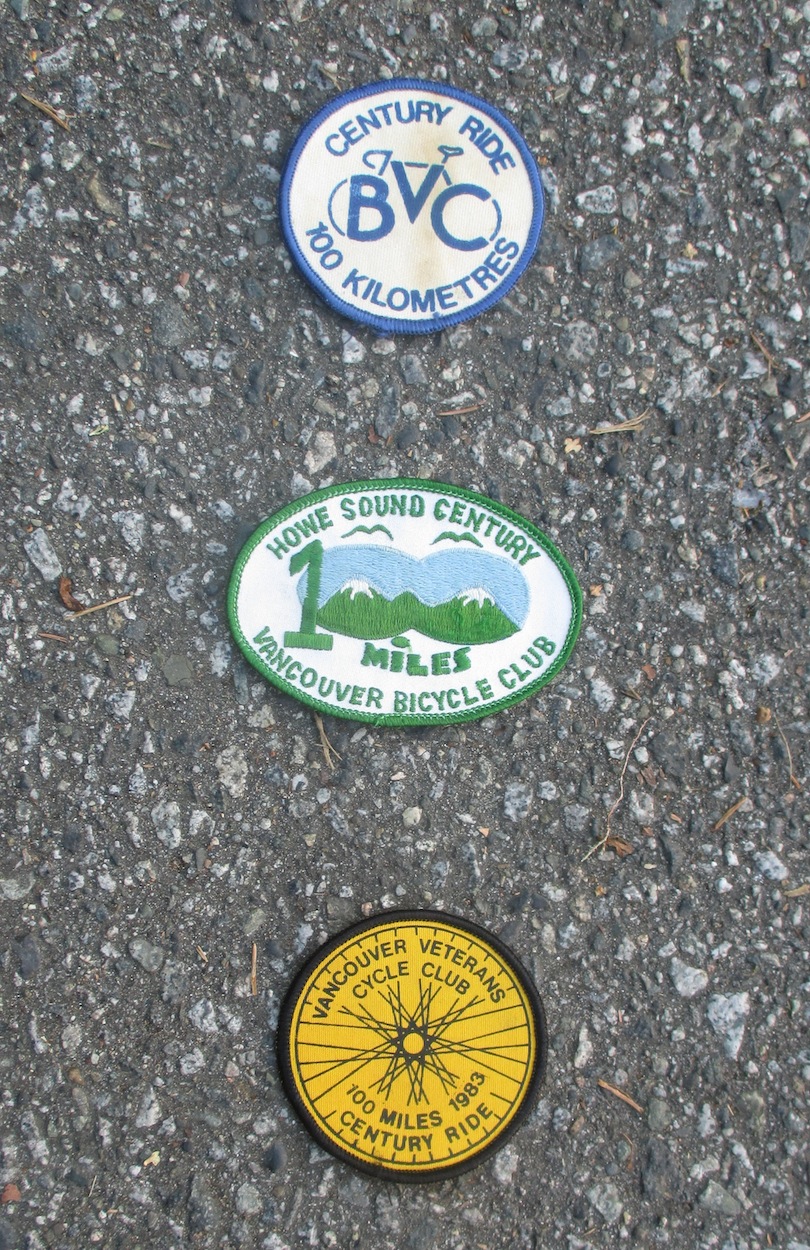 CENTURY RIDE
BVC
100 KILOMETRES
HOWE SOUND CENTURY
100
MILES
VANCOUVER BICYCLE CLUB
VANCOUVER VETERANS
CYCLE CLUB
100 MILES 1983
CENTURY RIDE